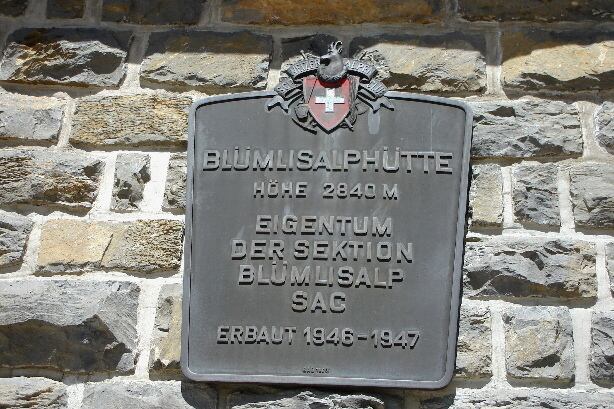 BLÜMLISALPHÜTTE
HÖHE 2840 M
EIGENTUM
DER SEKTION
BLÜMLISALP
SAC
ERBAUT 1946-1947